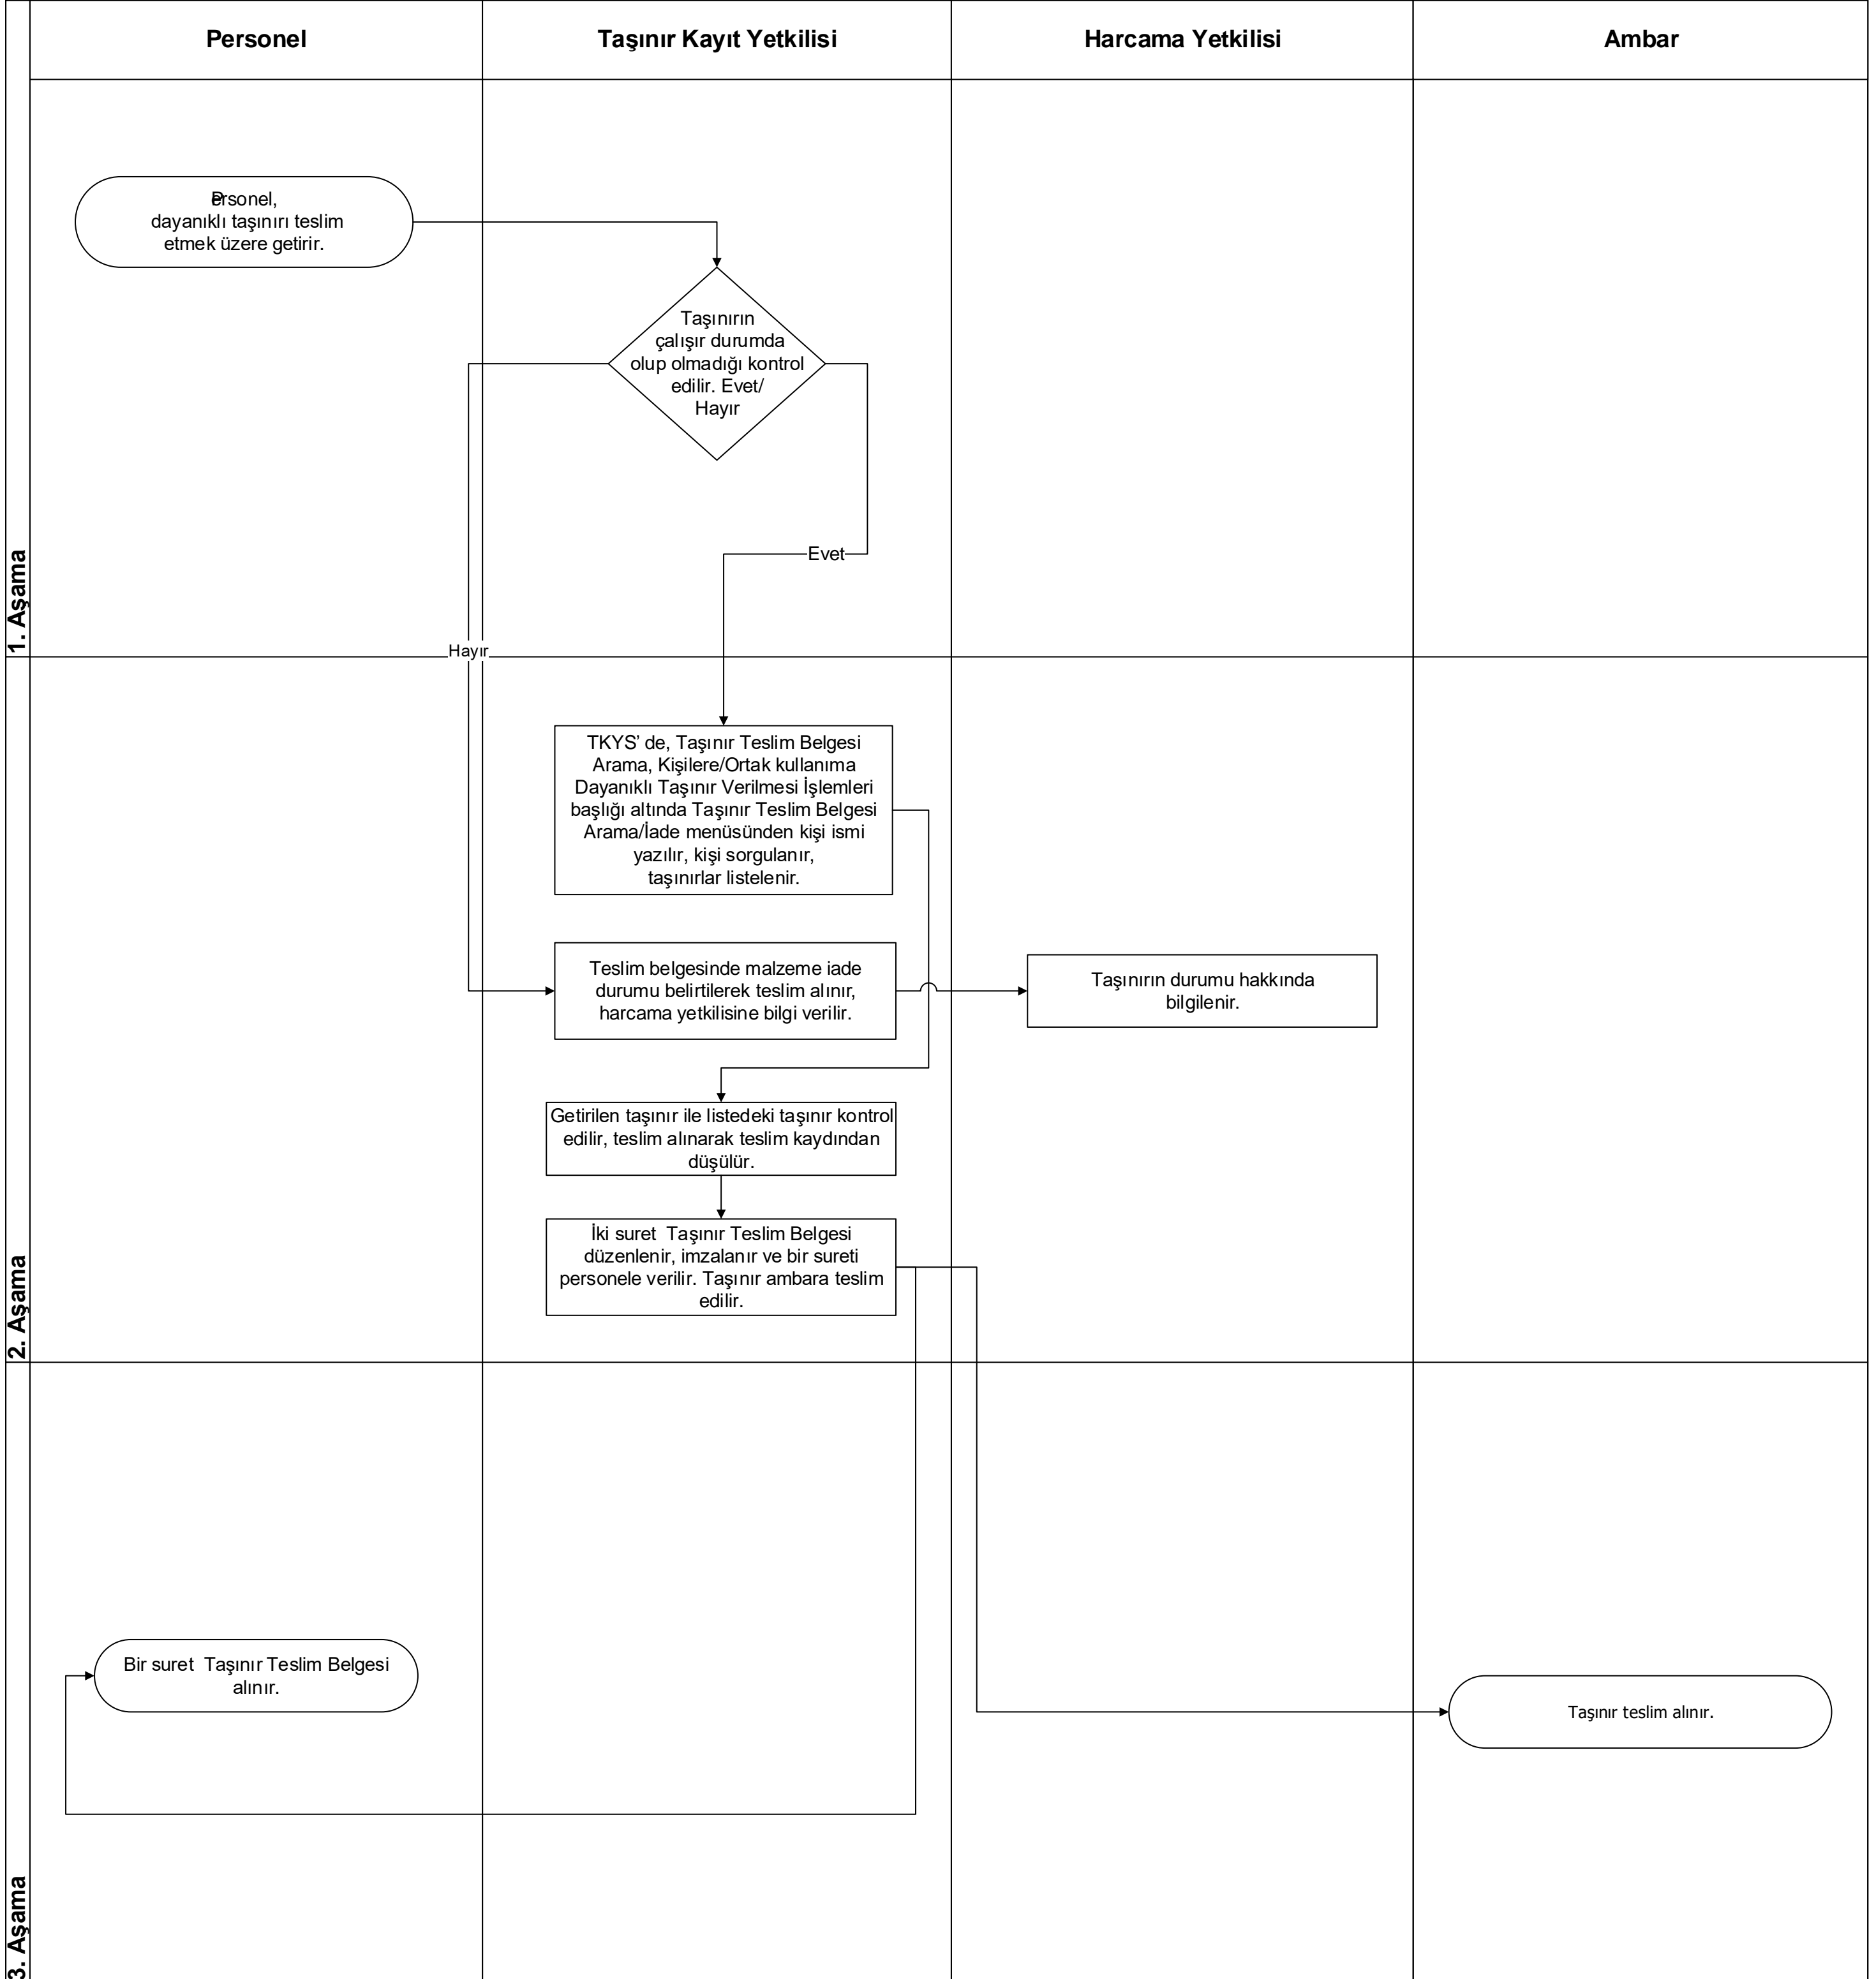 Personel
Taşınır Kayıt Yetkilisi
Harcama Yetkilisi
Ambar
1. Aşama
Personel,
dayanıklı taşınırı teslim
etmek üzere getirir.
Taşınırın
çalışır durumda
olup olmadığı kontrol
edilir. Evet/
Hayır
Evet
Hayır
2. Aşama
TKYS’ de, Taşınır Teslim Belgesi
Arama, Kişilere/Ortak kullanıma
Dayanıklı Taşınır Verilmesi İşlemleri
başlığı altında Taşınır Teslim Belgesi
Arama/İade menüsünden kişi ismi
yazılır, kişi sorgulanır,
taşınırlar listelenir.
Teslim belgesinde malzeme iade
durumu belirtilerek teslim alınır,
harcama yetkilisine bilgi verilir.
Taşınırın durumu hakkında
bilgilenir.
Getirilen taşınır ile listedeki taşınır kontrol
edilir, teslim alınarak teslim kaydından
düşülür.
İki suret  Taşınır Teslim Belgesi
düzenlenir, imzalanır ve bir sureti
personele verilir. Taşınır ambara teslim
edilir.
3. Aşama
Bir suret  Taşınır Teslim Belgesi
alınır.
Taşınır teslim alınır.